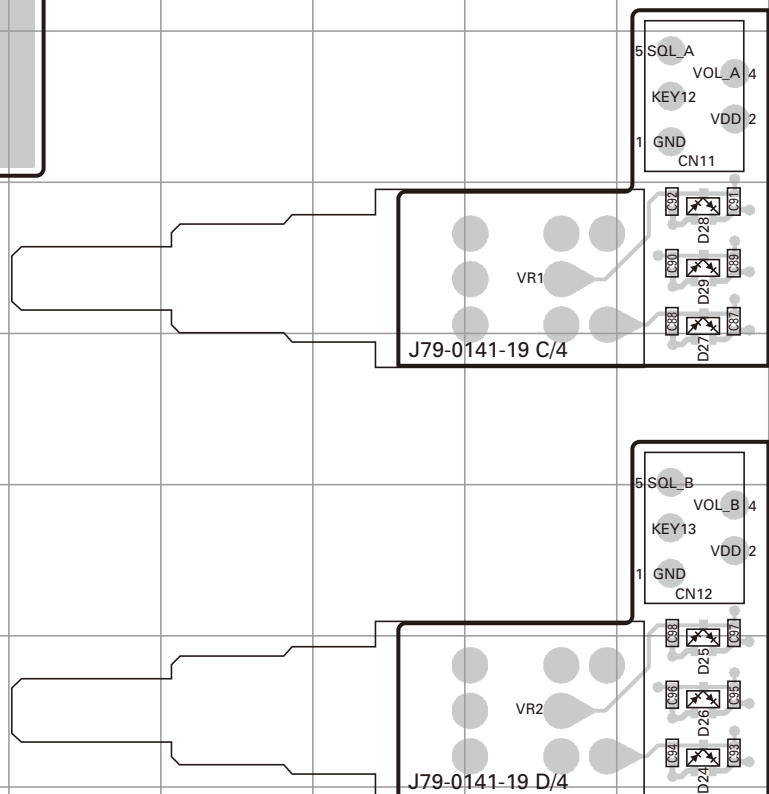 5 SQL_A
VOL_A 4
KEY12
VDD 2
1 GND
CN11
C92
C91
D28
C90
C89
D29
VR1
C88
C87
D27
J79-0141-19 C/4
5 SQL_B
VOL_B 4
KEY13
VDD 2
1 GND
CN12
C98
C97
D25
C96
C95
D26
VR2
C94
C93
D24
J79-0141-19 D/4